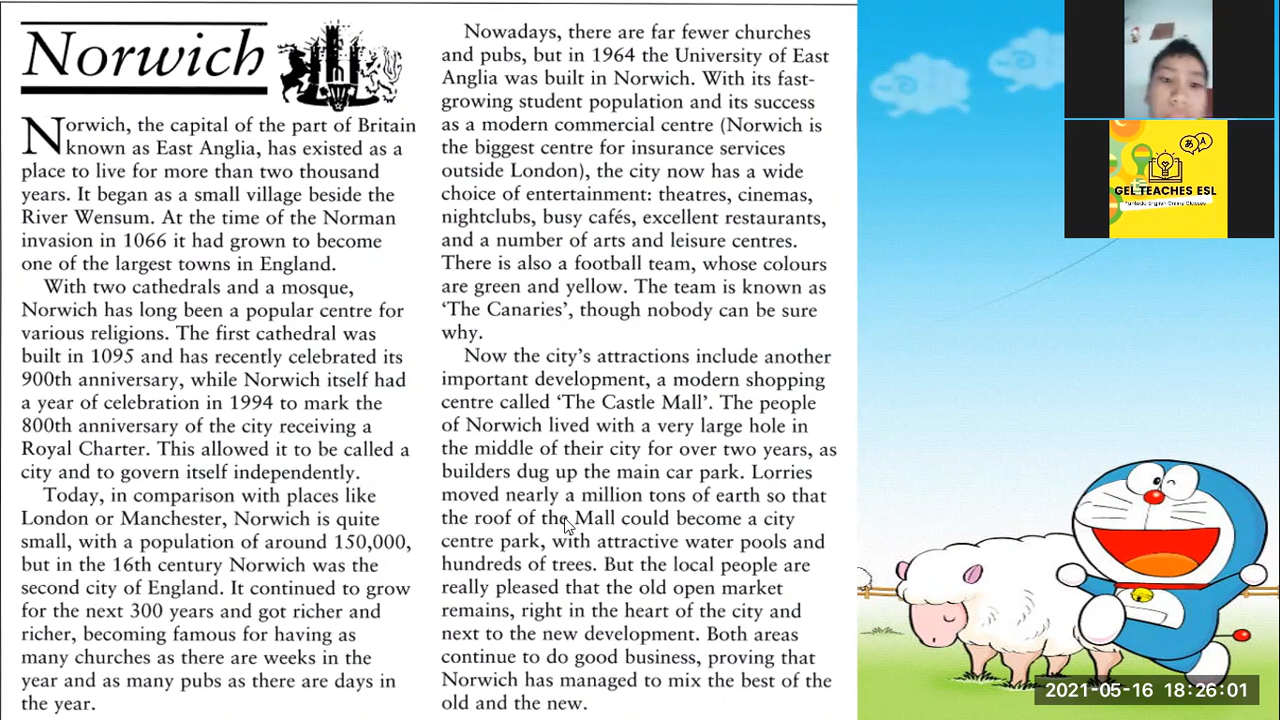 Norwich
Norwich, the capital of the part of Britain
known as East Anglia, has existed as a
place to live for more than two thousand
years. It began as a small village beside the
River Wensum. At the time of the Norman
invasion in 1066 it had grown to become
one of the largest towns in England.
With two cathedrals and a mosque,
Norwich has long been a popular centre for
various religions. The first cathedral was
built in 1095 and has recently celebrated its
900th anniversary, while Norwich itself had
a year of celebration in 1994 to mark the
800th anniversary of the city receiving a
Royal Charter. This allowed it to be called a
city and to govern itself independently.
Today, in comparison with places like
London or Manchester, Norwich is quite
small, with a population of around 150,000,
but in the 16th century Norwich was the
second city of England. It continued to grow
for the next 300 years and got richer and
richer, becoming famous for having as
many churches as there are weeks in the
year and as many pubs as there are days in
the year.
Nowadays, there are far fewer churches
and pubs, but in 1964 the University of East
Anglia was built in Norwich. With its fast-
growing student population and its success
as a modern commercial centre (Norwich is
the biggest centre for insurance services
outside London), the city now has a wide
choice of entertainment: theatres, cinemas,
nightclubs, busy cafés, excellent restaurants,
and a number of arts and leisure centres.
There is also a football team, whose colours
are green and yellow. The team is known as
‘The Canaries’, though nobody can be sure
why.
Now the city’s attractions include another
important development, a modern shopping
centre called ‘The Castle Mall’. The people
of Norwich lived with a very large hole in
the middle of their city for over two years, as
builders dug up the main car park. Lorries
moved nearly a million tons of earth so that
the roof of the Mall could become a city
centre park, with attractive water pools and
hundreds of trees. But the local people are
really pleased that the old open market
remains, right in the heart of the city and
next to the new development. Both areas
continue to do good business, proving that
Norwich has managed to mix the best of the
old and the new.
あ A
GEL TEACHES ESL
English Online Classes
2021-05-16 18:26:01